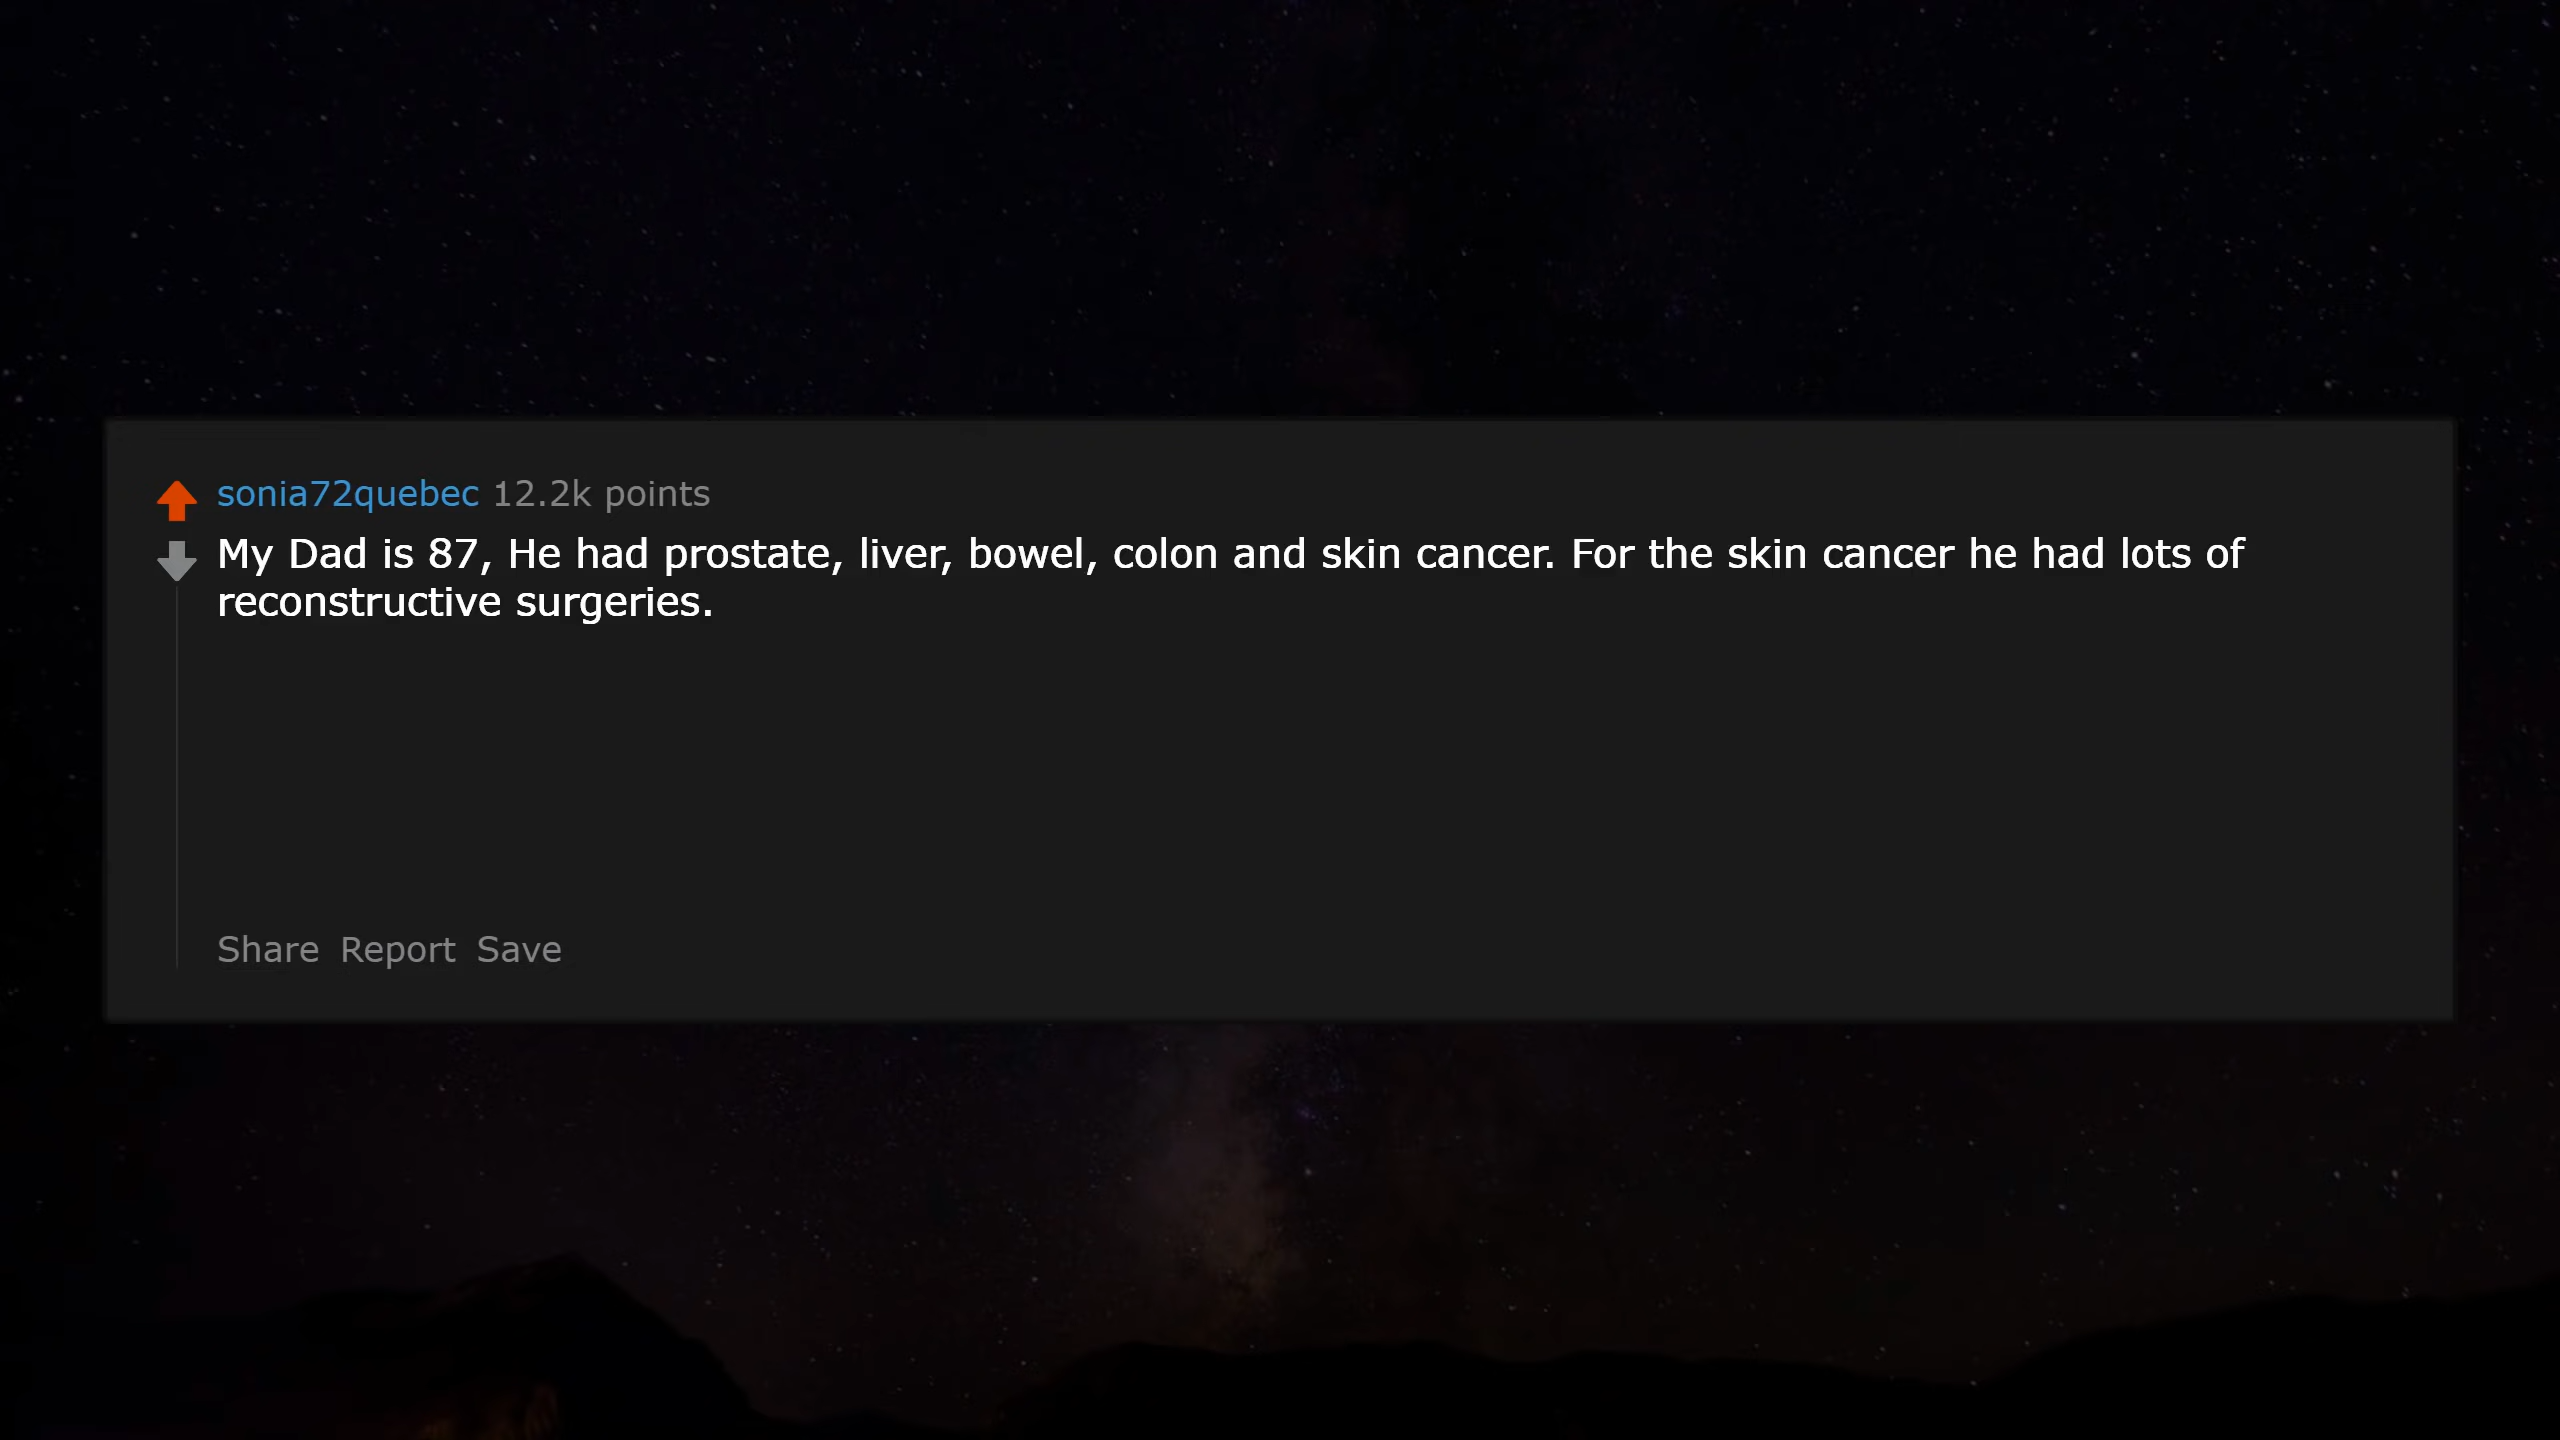 sonia72quebec 12.2k points
My Dad is 87, He had prostate, liver, bowel, colon and skin cancer. For the skin cancer he had lots of
reconstructive surgeries.
Share Report Save